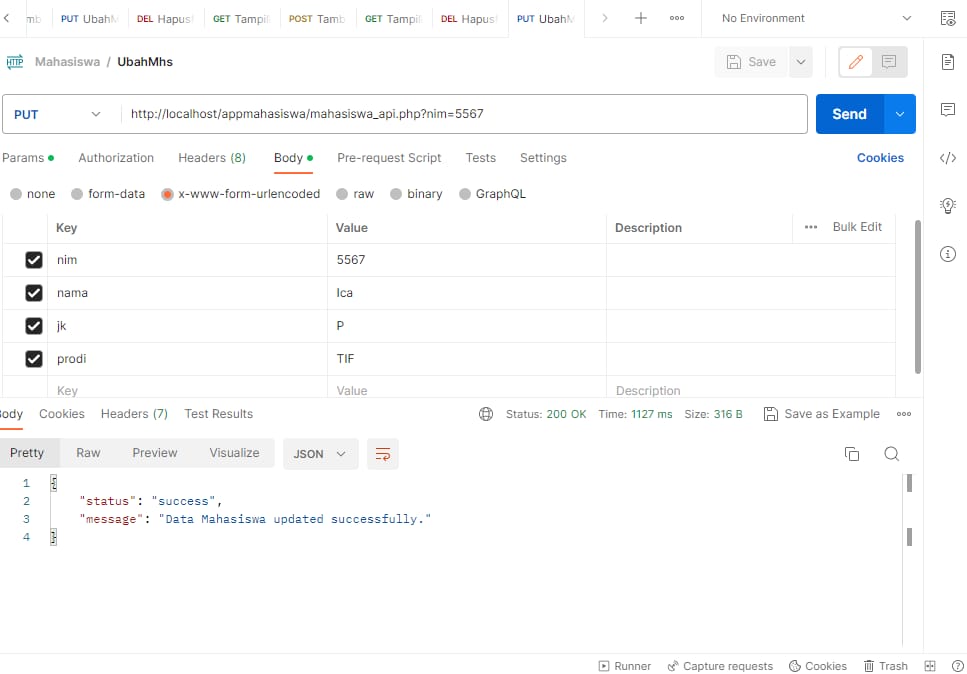 mb PUT UbahM DEL Hapus GET Tampil POST Tamb GET Tampil DEL Hapus PUT UbahM No Environment
HTTP Mahasiswa / UbahMhs Save
PUT http://localhost/appmahasiswa/mahasiswa_api.php?nim=5567 Send
Params Authorization Headers (8) Body Pre-request Script Tests Settings Cookies
none form-data x-www-form-urlencoded raw binary GraphQL
Key Value Description Bulk Edit
nim 5567
nama Ica
jk P
prodi TIF
Key Value Description
ody Cookies Headers (7) Test Results Status: 200 OK Time: 1127 ms Size: 316 B Save as Example
Pretty Raw Preview Visualize JSON
1 {
2 "status": "success",
3 "message": "Data Mahasiswa updated successfully."
4 }
Runner Capture requests Cookies Trash